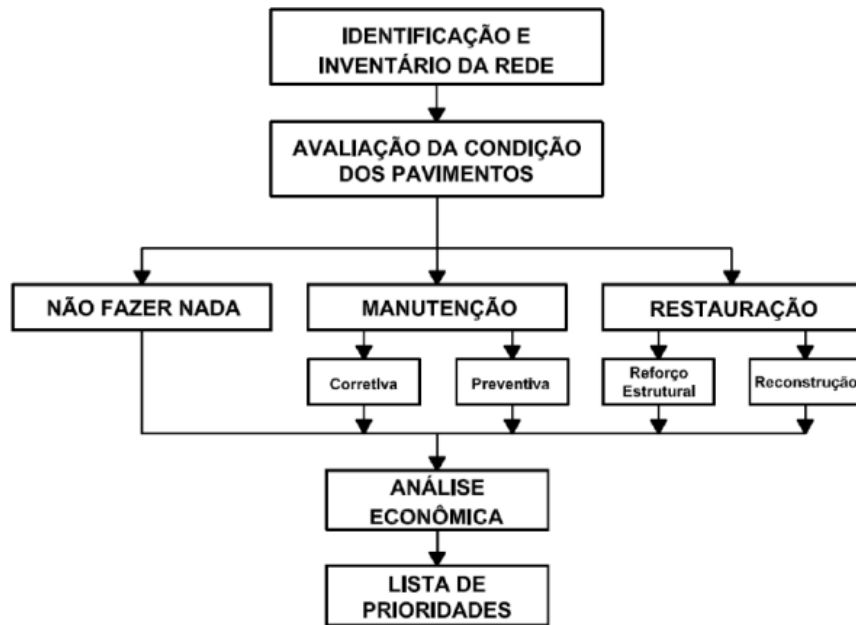 IDENTIFICAÇÃO E
INVENTÁRIO DA REDE
AVALIAÇÃO DA CONDIÇÃO
DOS PAVIMENTOS
NÃO FAZER NADA
MANUTENÇÃO
RESTAURAÇÃO
Corretiva
Preventiva
Reforço
Estrutural
Reconstrução
ANÁLISE
ECONÔMICA
LISTA DE
PRIORIDADES